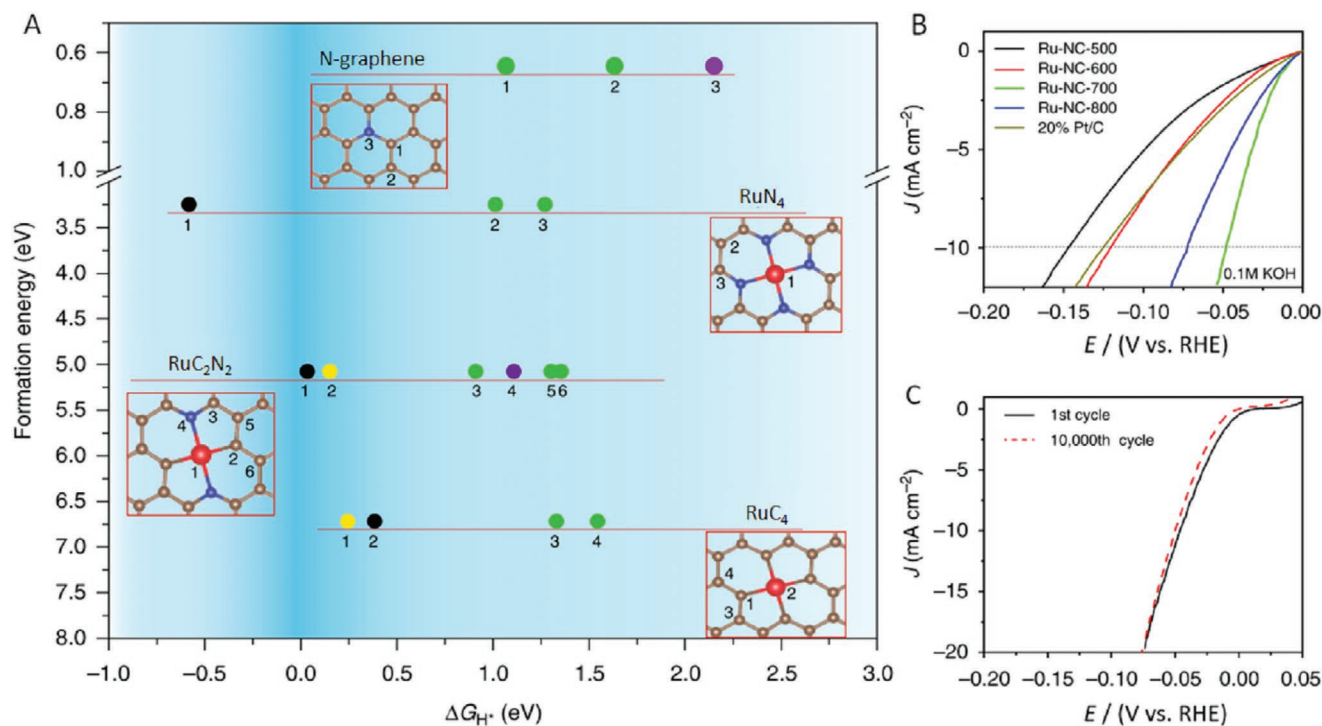 A
N-graphene
1 2 3
3 1
2
RuN₄
1 2 3
2
1
3
RuC₂N₂
1 2 3 4 5 6
4 3 5
2
1 6
RuC₄
1 2 3 4
4
1 2
3
0.6
0.8
1.0
3.5
4.0
4.5
5.0
5.5
6.0
6.5
7.0
7.5
8.0
Formation energy (eV)
−1.0 −0.5 0.0 0.5 1.0 1.5 2.0 2.5 3.0
ΔG_H* (eV)
B
Ru-NC-500
Ru-NC-600
Ru-NC-700
Ru-NC-800
20% Pt/C
0.1M KOH
0
−5
−10
J (mA cm⁻²)
−0.20 −0.15 −0.10 −0.05 0.00
E / (V vs. RHE)
C
1st cycle
10,000th cycle
0
−5
−10
−15
−20
J (mA cm⁻²)
−0.20 −0.15 −0.10 −0.05 0.00 0.05
E / (V vs. RHE)